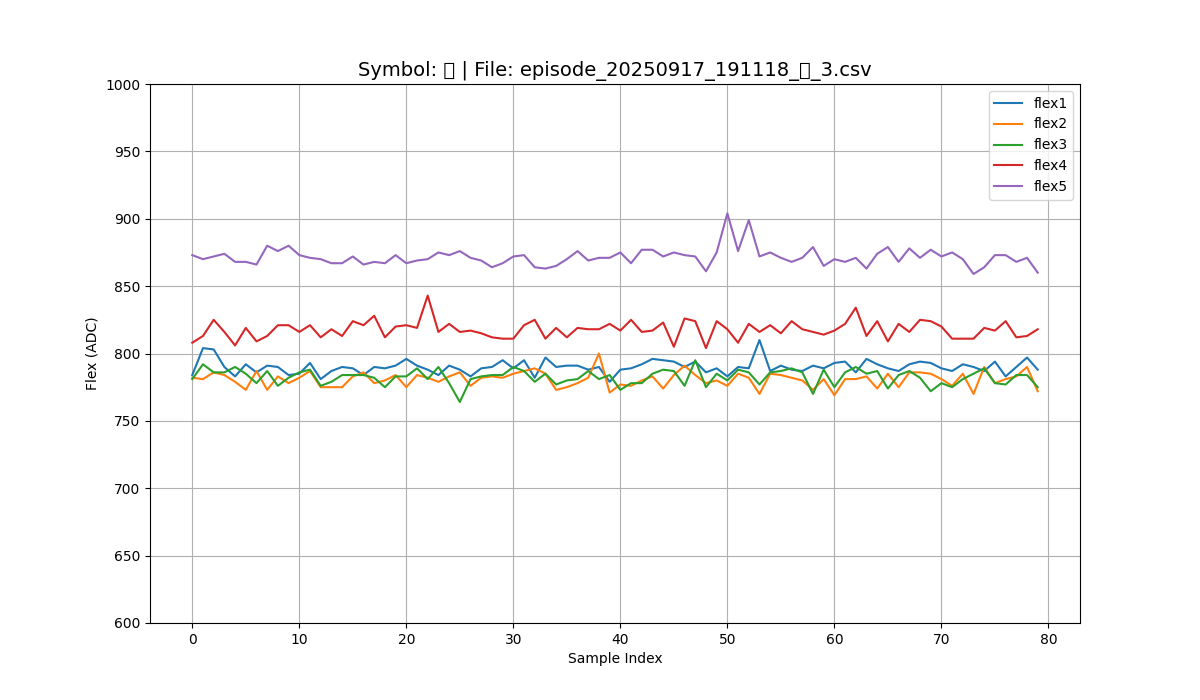 Symbol: | File: episode_20250917_191118_ _3.csv
1000
950
900
850
800
750
700
650
600
Flex (ADC)
0 10 20 30 40 50 60 70 80
Sample Index
flex1
flex2
flex3
flex4
flex5